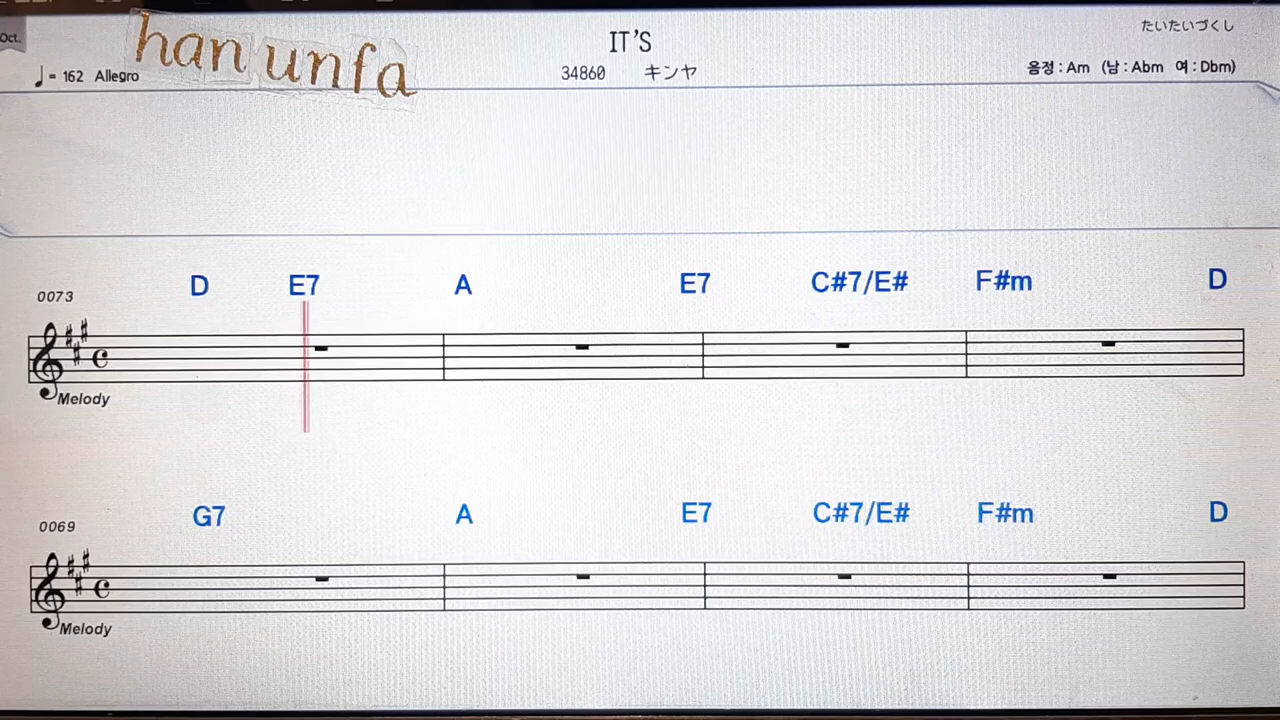 Oct.
han unfa
IT'S
たいたいづくし
♩= 162 Allegro
34860 キンヤ
음정 : Am (남 : Abm 여 : Dbm)
D E7 A E7 C#7/E# F#m D
0073
Melody
G7 A E7 C#7/E# F#m D
0069
Melody